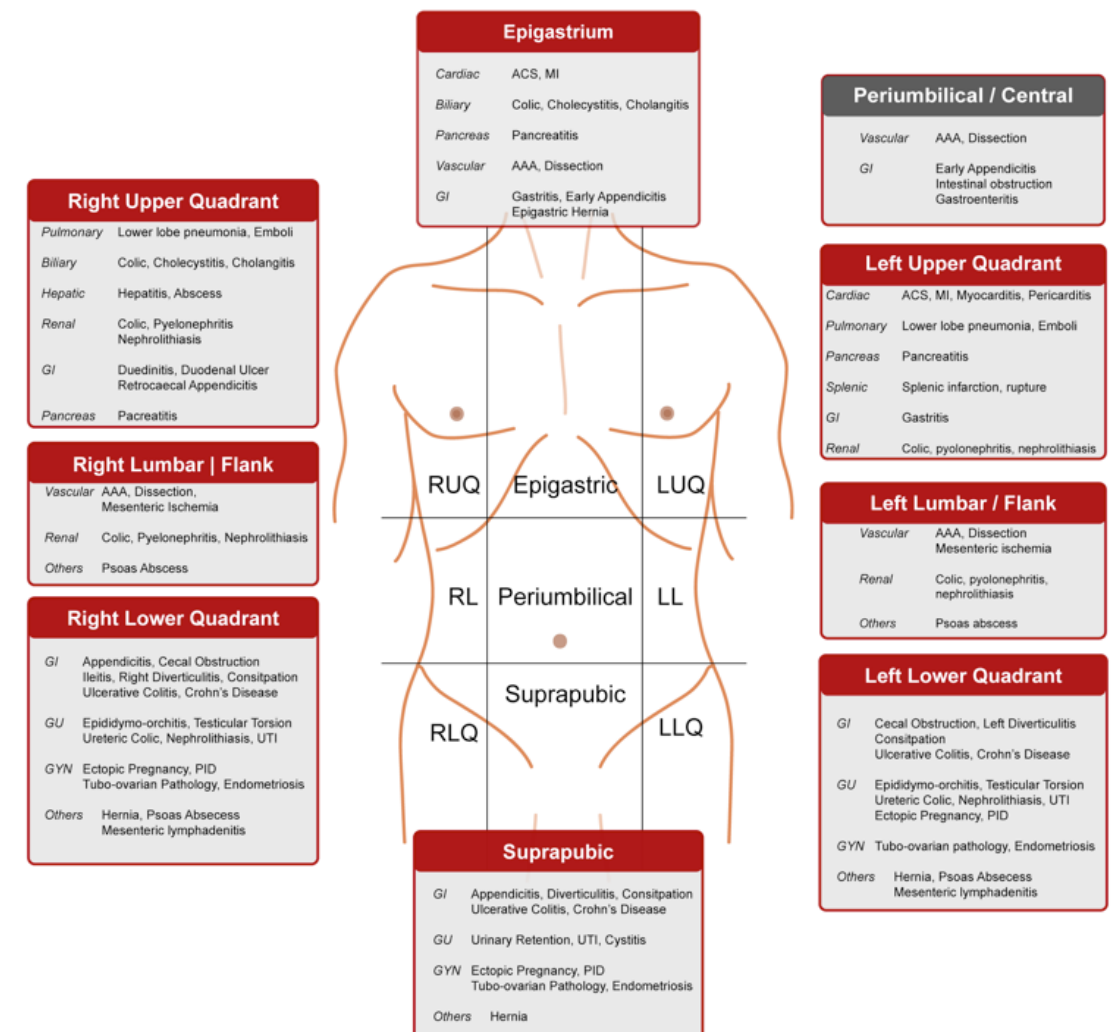 Epigastrium
Cardiac ACS, MI
Biliary Colic, Cholecystitis, Cholangitis
Pancreas Pancreatitis
Vascular AAA, Dissection
GI Gastritis, Early Appendicitis
Epigastric Hernia
Periumbilical / Central
Vascular AAA, Dissection
GI Early Appendicitis
Intestinal obstruction
Gastroenteritis
Right Upper Quadrant
Pulmonary Lower lobe pneumonia, Emboli
Biliary Colic, Cholecystitis, Cholangitis
Hepatic Hepatitis, Abscess
Renal Colic, Pyelonephritis
Nephrolithiasis
GI Duedinitis, Duodenal Ulcer
Retrocaecal Appendicitis
Pancreas Pacreatitis
Left Upper Quadrant
Cardiac ACS, MI, Myocarditis, Pericarditis
Pulmonary Lower lobe pneumonia, Emboli
Pancreas Pancreatitis
Splenic Splenic infarction, rupture
GI Gastritis
Renal Colic, pyolonephritis, nephrolithiasis
Right Lumbar | Flank
Vascular AAA, Dissection,
Mesenteric Ischemia
Renal Colic, Pyelonephritis, Nephrolithiasis
Others Psoas Abscess
Left Lumbar / Flank
Vascular AAA, Dissection
Mesenteric ischemia
Renal Colic, pyolonephritis,
nephrolithiasis
Others Psoas abscess
RUQ Epigastric LUQ
RL Periumbilical LL
Suprapubic
RLQ LLQ
Right Lower Quadrant
GI Appendicitis, Cecal Obstruction
Ileitis, Right Diverticulitis, Consitpation
Ulcerative Colitis, Crohn's Disease
GU Epididymo-orchitis, Testicular Torsion
Ureteric Colic, Nephrolithiasis, UTI
GYN Ectopic Pregnancy, PID
Tubo-ovarian Pathology, Endometriosis
Others Hernia, Psoas Absecess
Mesenteric lymphadenitis
Left Lower Quadrant
GI Cecal Obstruction, Left Diverticulitis
Consitpation
Ulcerative Colitis, Crohn's Disease
GU Epididymo-orchitis, Testicular Torsion
Ureteric Colic, Nephrolithiasis, UTI
Ectopic Pregnancy, PID
GYN Tubo-ovarian pathology, Endometriosis
Others Hernia, Psoas Absecess
Mesenteric lymphadenitis
Suprapubic
GI Appendicitis, Diverticulitis, Consitpation
Ulcerative Colitis, Crohn's Disease
GU Urinary Retention, UTI, Cystitis
GYN Ectopic Pregnancy, PID
Tubo-ovarian Pathology, Endometriosis
Others Hernia